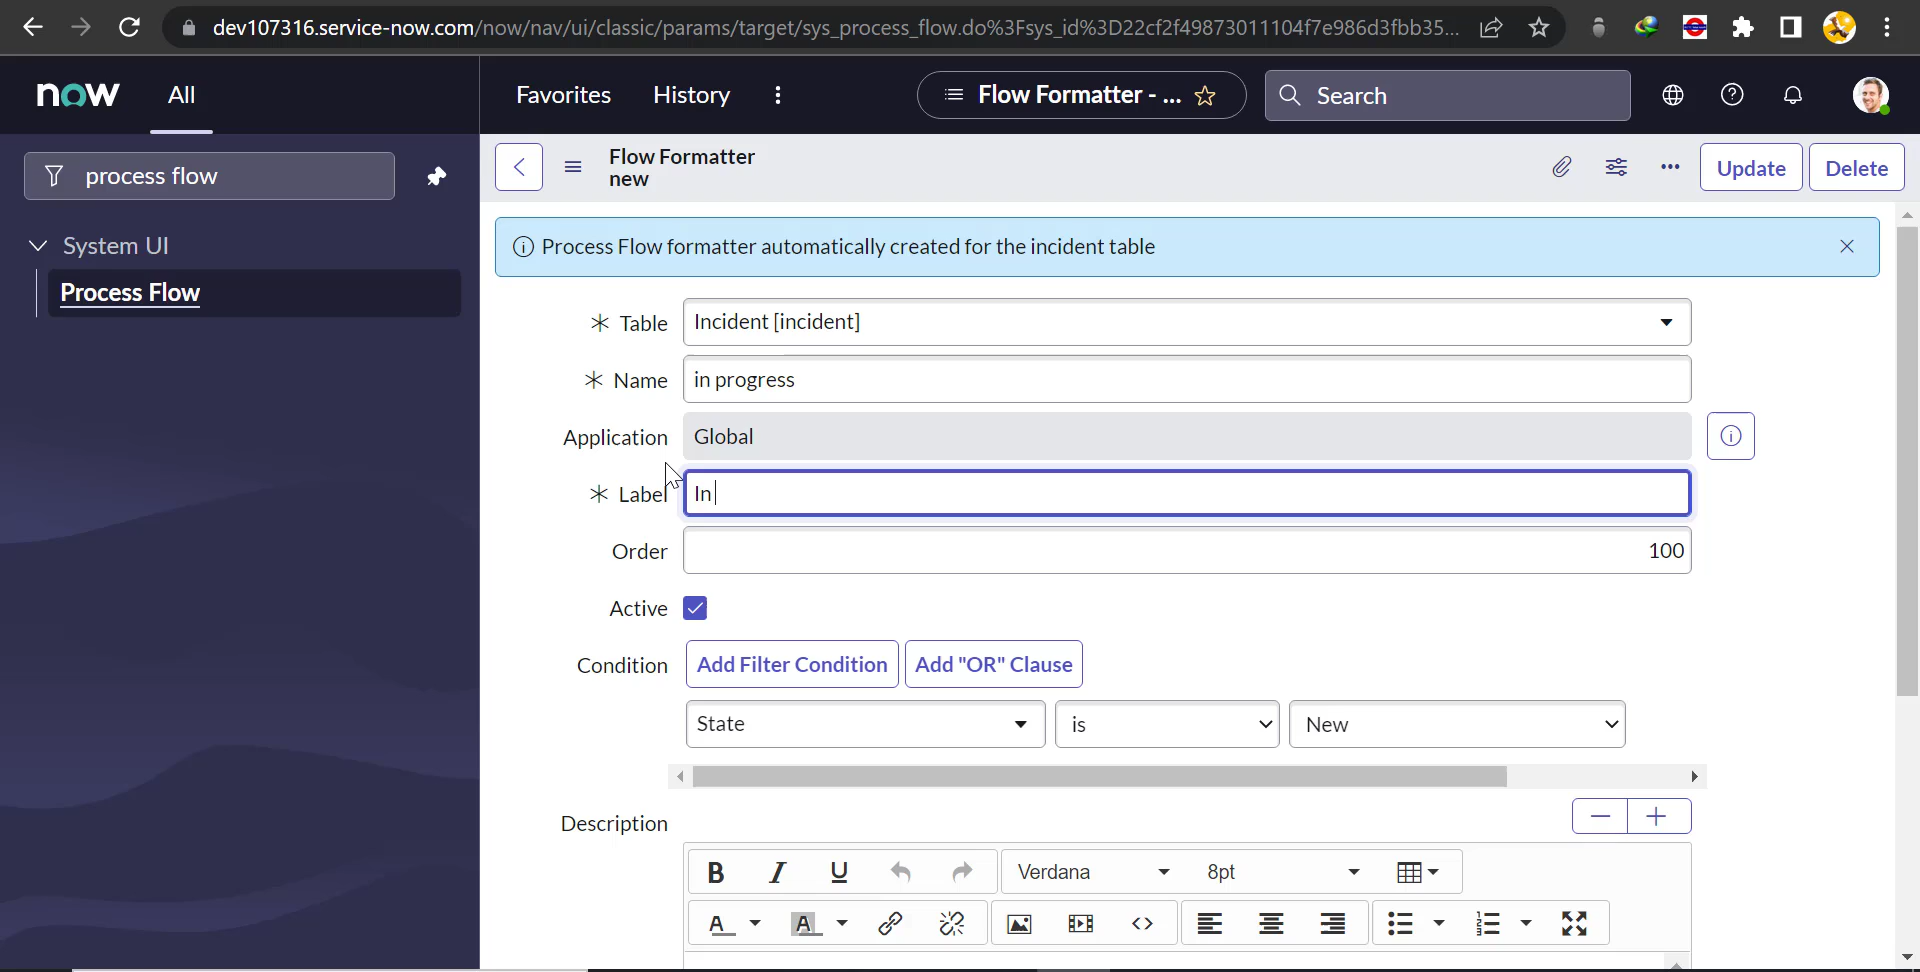 dev107316.service-now.com/now/nav/ui/classic/params/target/sys_process_flow.do%3Fsys_id%3D22cf2f49873011104f7e986d3fbb35...
now
All
Favorites
History
Flow Formatter - ...
Search
process flow
Flow Formatter
new
Update
Delete
System UI
Process Flow
Process Flow formatter automatically created for the incident table
Table
Incident [incident]
Name
in progress
Application
Global
Label
In
Order
100
Active
Condition
Add Filter Condition
Add "OR" Clause
State
is
New
Description
B I U
Verdana
8pt
A
A